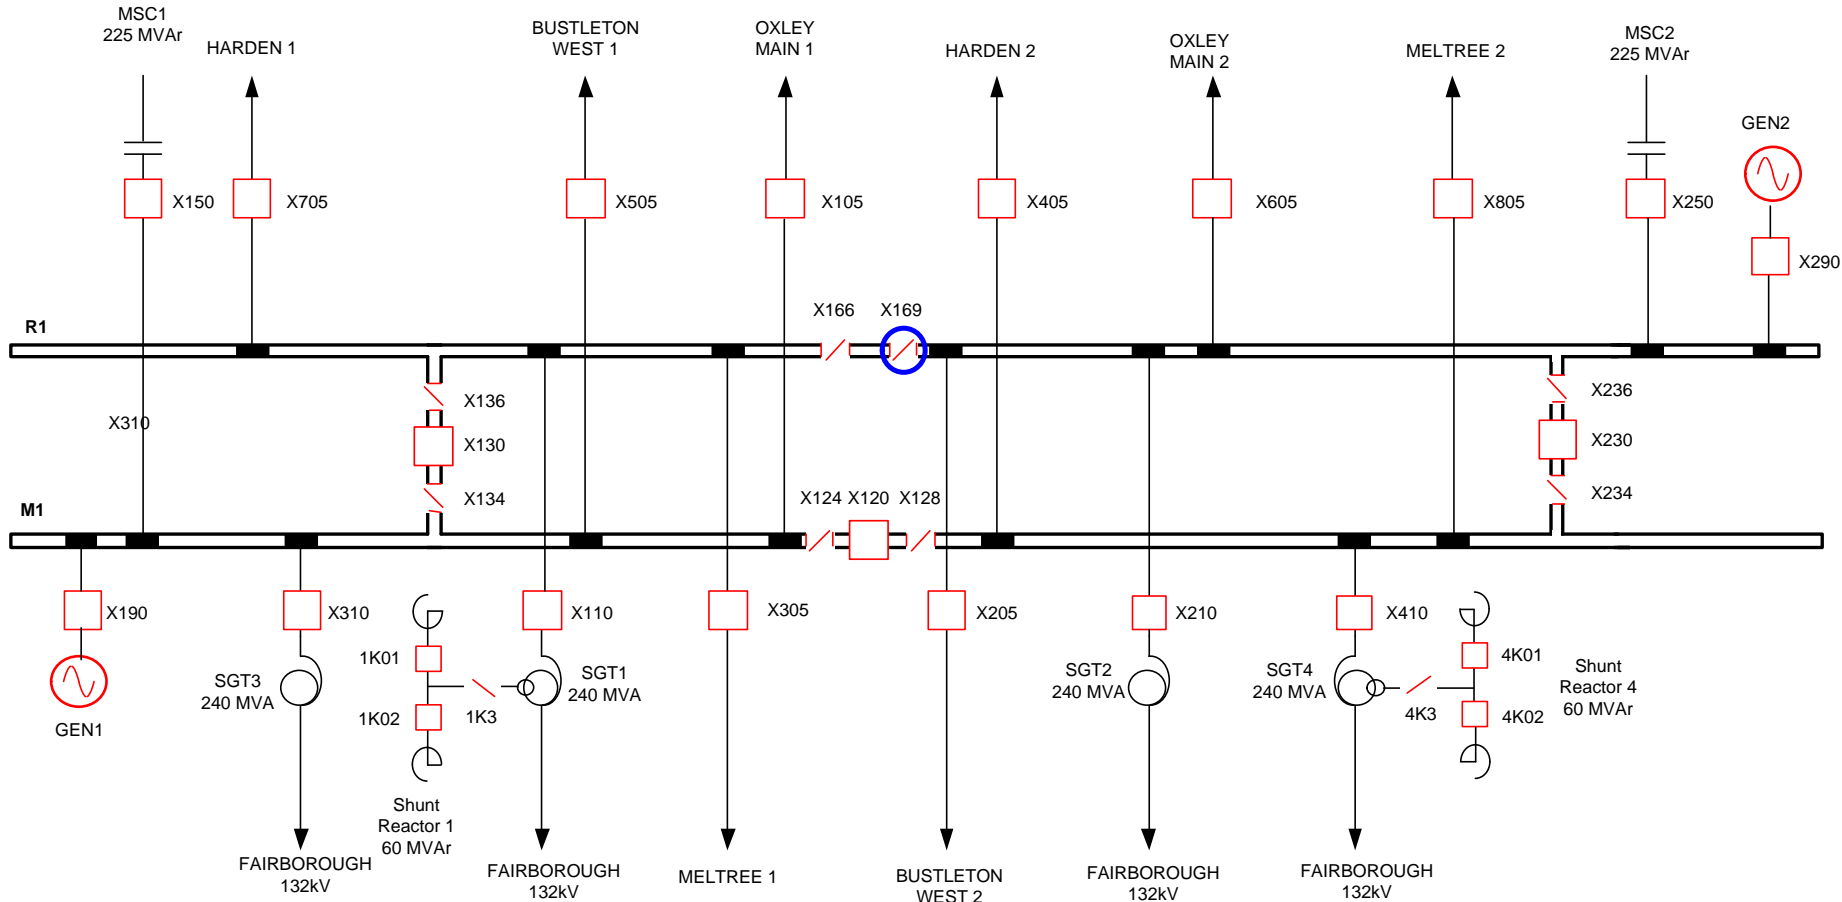 MSC1
225 MVAr
HARDEN 1
BUSTLETON
WEST 1
OXLEY
MAIN 1
HARDEN 2
OXLEY
MAIN 2
MELTREE 2
MSC2
225 MVAr
GEN2
X150
X705
X505
X105
X405
X605
X805
X250
X290
R1
X166
X169
X136
X236
X310
X130
X230
X134
X234
M1
X124
X120
X128
X190
X310
X110
X305
X205
X210
X410
1K01
1K02
1K3
SGT3
240 MVA
SGT1
240 MVA
SGT2
240 MVA
SGT4
240 MVA
4K01
4K02
4K3
Shunt
Reactor 4
60 MVAr
GEN1
Shunt
Reactor 1
60 MVAr
FAIRBOROUGH
132kV
FAIRBOROUGH
132kV
MELTREE 1
BUSTLETON
WEST 2
FAIRBOROUGH
132kV
FAIRBOROUGH
132kV